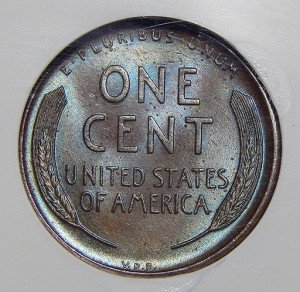 E·PLURIBUS·UNUM
ONE
CENT
UNITED STATES
OF AMERICA
V.D.B.